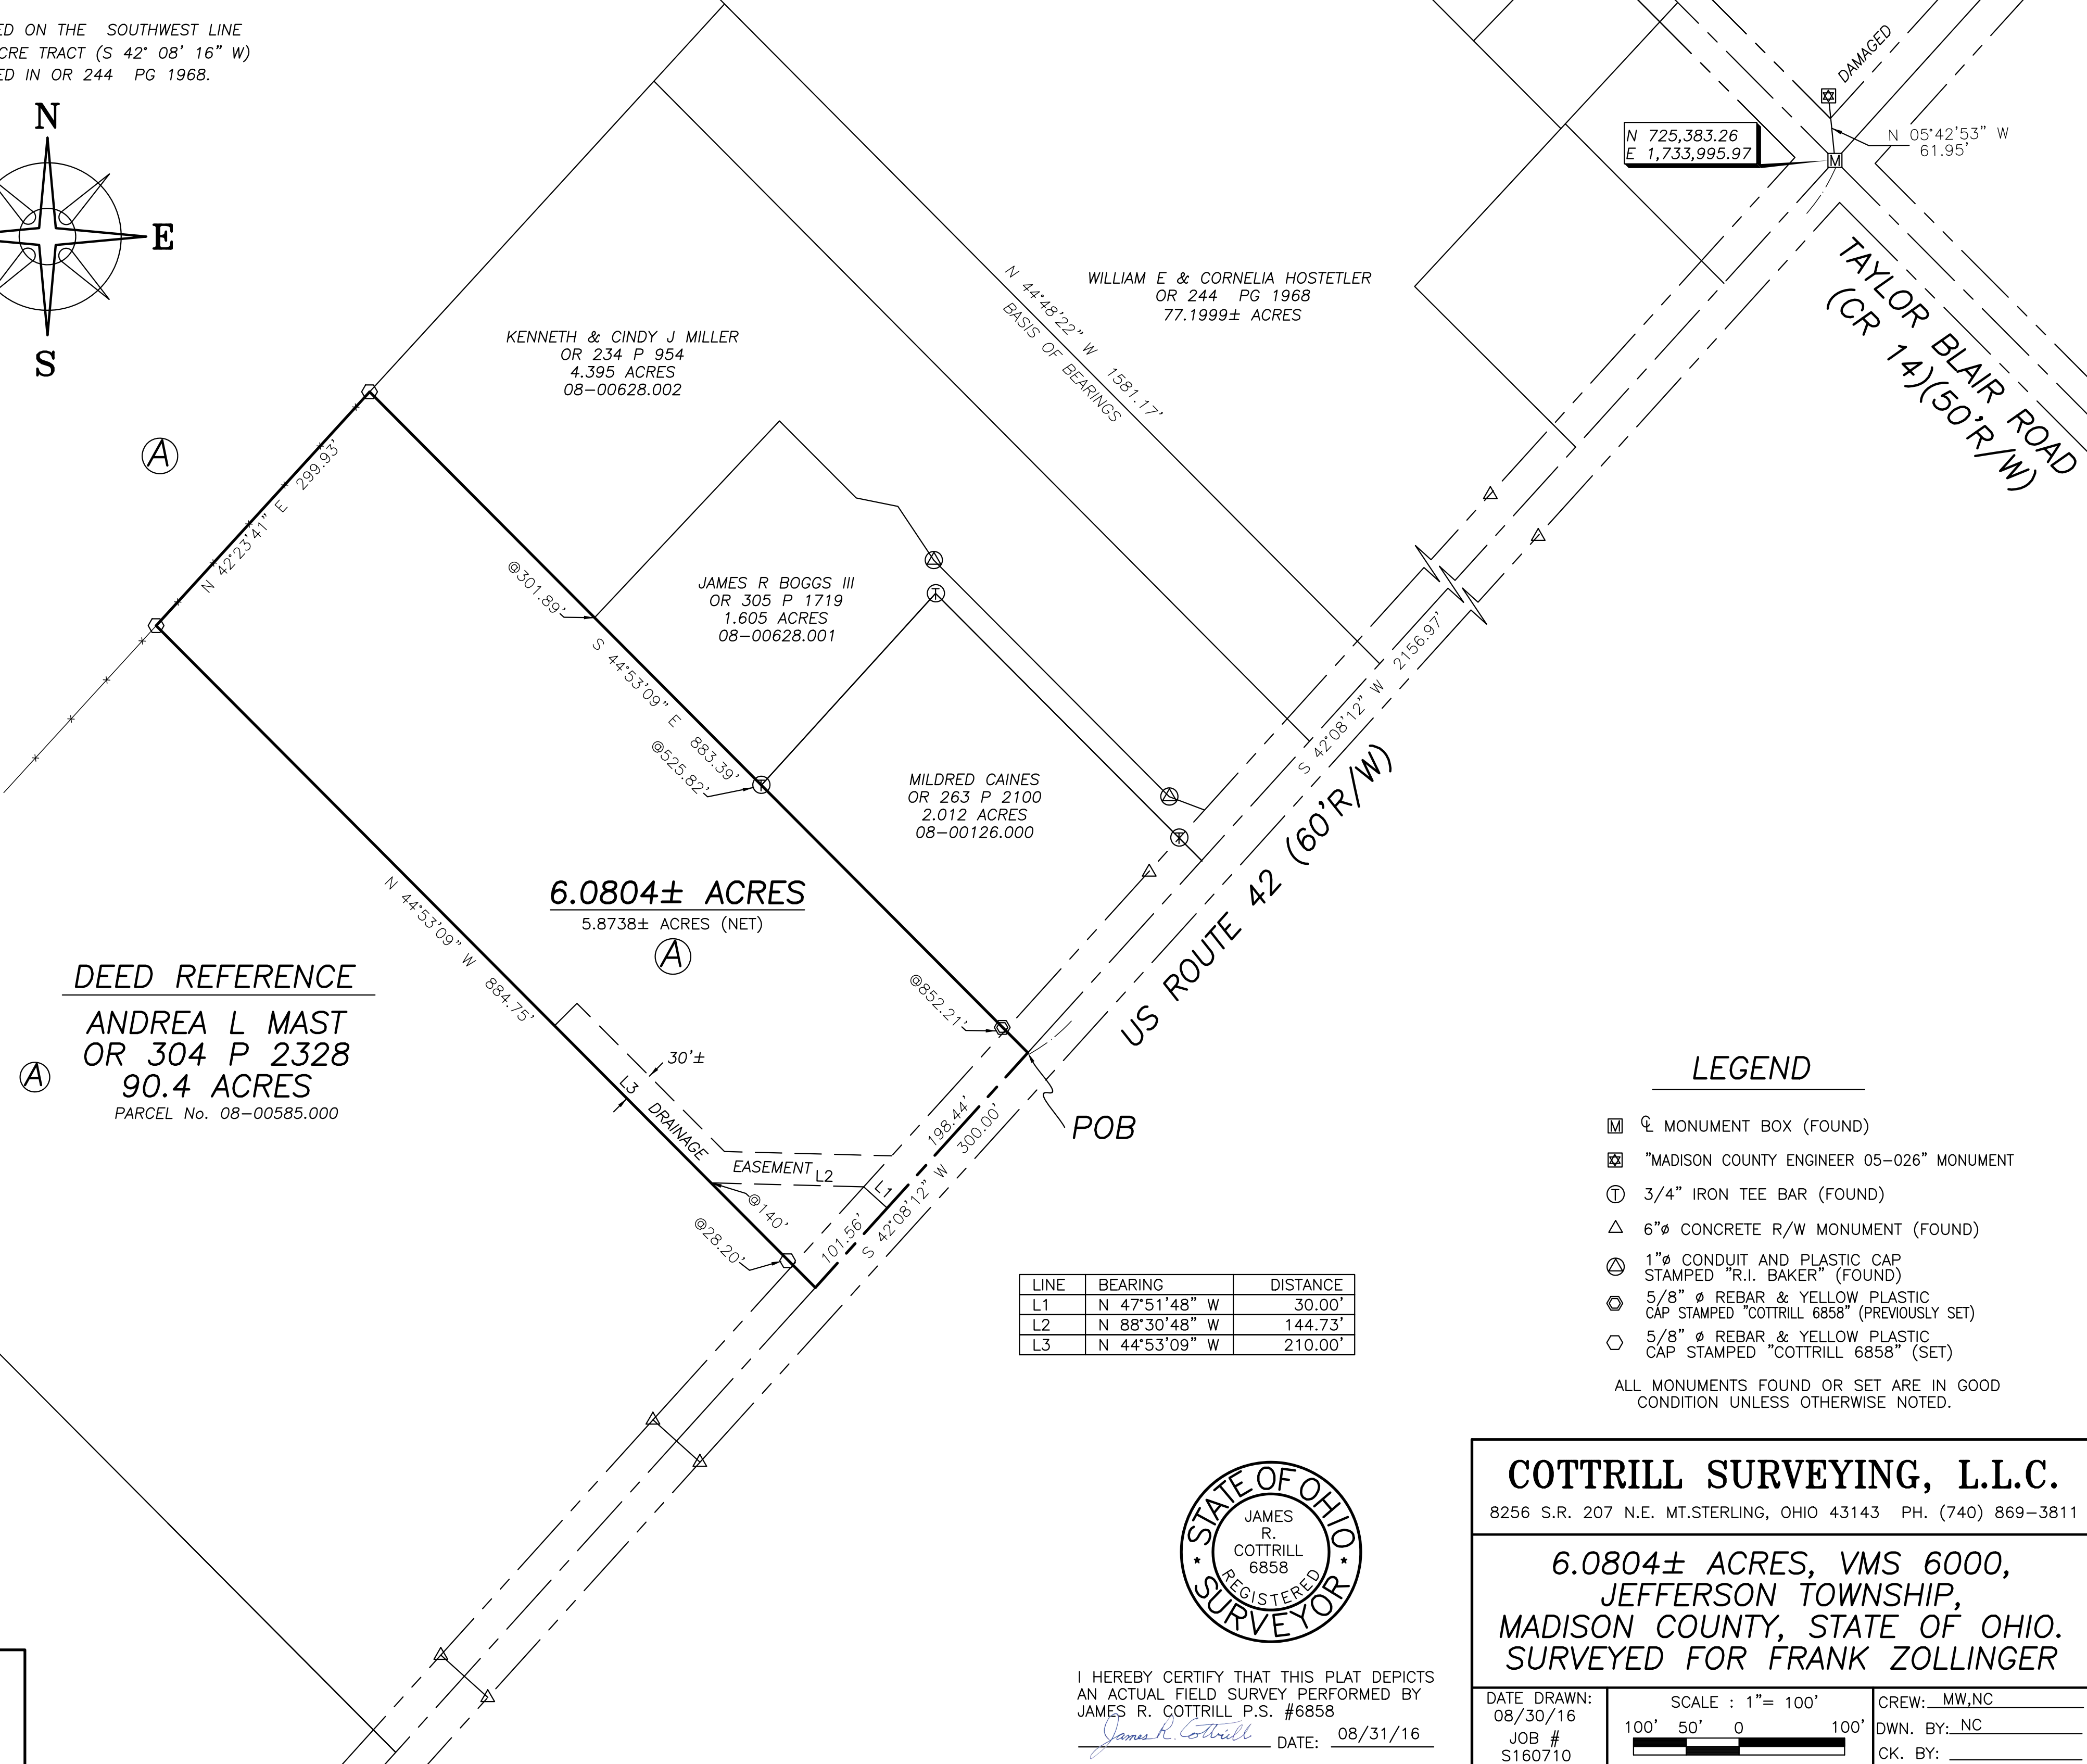 ED ON THE SOUTHWEST LINE
CRE TRACT (S 42° 08' 16" W)
ED IN OR 244 PG 1968.
N
E
S
DAMAGED
N 725,383.26
E 1,733,995.97
N 05°42'53" W
61.95'
TAYLOR BLAIR ROAD
(CR 14)(50'R/W)
WILLIAM E & CORNELIA HOSTETLER
OR 244 PG 1968
77.1999± ACRES
N 44°48'22" W 1581.17'
BASIS OF BEARINGS
KENNETH & CINDY J MILLER
OR 234 P 954
4.395 ACRES
08-00628.002
A
N 42°23'41" E 299.93'
@301.89'
JAMES R BOGGS III
OR 305 P 1719
1.605 ACRES
08-00628.001
S 44°53'09" E 883.39'
@525.82'
MILDRED CAINES
OR 263 P 2100
2.012 ACRES
08-00126.000
S 42°08'12" W 2156.97'
US ROUTE 42 (60'R/W)
6.0804± ACRES
5.8738± ACRES (NET)
A
N 44°53'09" W 884.75'
DEED REFERENCE
ANDREA L MAST
OR 304 P 2328
90.4 ACRES
PARCEL No. 08-00585.000
A
@852.21'
POB
30'±
L3 DRAINAGE
EASEMENT L2
L1
198.44'
S 42°08'12" W 300.00'
101.56'
@140'
@28.20'
LINE BEARING DISTANCE
L1 N 47°51'48" W 30.00'
L2 N 88°30'48" W 144.73'
L3 N 44°53'09" W 210.00'
LEGEND
M ℄ MONUMENT BOX (FOUND)
"MADISON COUNTY ENGINEER 05-026" MONUMENT
T 3/4" IRON TEE BAR (FOUND)
6"ø CONCRETE R/W MONUMENT (FOUND)
1"ø CONDUIT AND PLASTIC CAP
STAMPED "R.I. BAKER" (FOUND)
5/8" ø REBAR & YELLOW PLASTIC
CAP STAMPED "COTTRILL 6858" (PREVIOUSLY SET)
5/8" ø REBAR & YELLOW PLASTIC
CAP STAMPED "COTTRILL 6858" (SET)
ALL MONUMENTS FOUND OR SET ARE IN GOOD
CONDITION UNLESS OTHERWISE NOTED.
STATE OF OHIO
JAMES
R.
COTTRILL
6858
REGISTERED
SURVEYOR
I HEREBY CERTIFY THAT THIS PLAT DEPICTS
AN ACTUAL FIELD SURVEY PERFORMED BY
JAMES R. COTTRILL P.S. #6858
James R. Cottrill DATE: 08/31/16
COTTRILL SURVEYING, L.L.C.
8256 S.R. 207 N.E. MT.STERLING, OHIO 43143 PH. (740) 869-3811
6.0804± ACRES, VMS 6000,
JEFFERSON TOWNSHIP,
MADISON COUNTY, STATE OF OHIO.
SURVEYED FOR FRANK ZOLLINGER
DATE DRAWN:
08/30/16
JOB #
S160710
SCALE : 1"= 100'
100' 50' 0 100'
CREW: MW,NC
DWN. BY: NC
CK. BY: